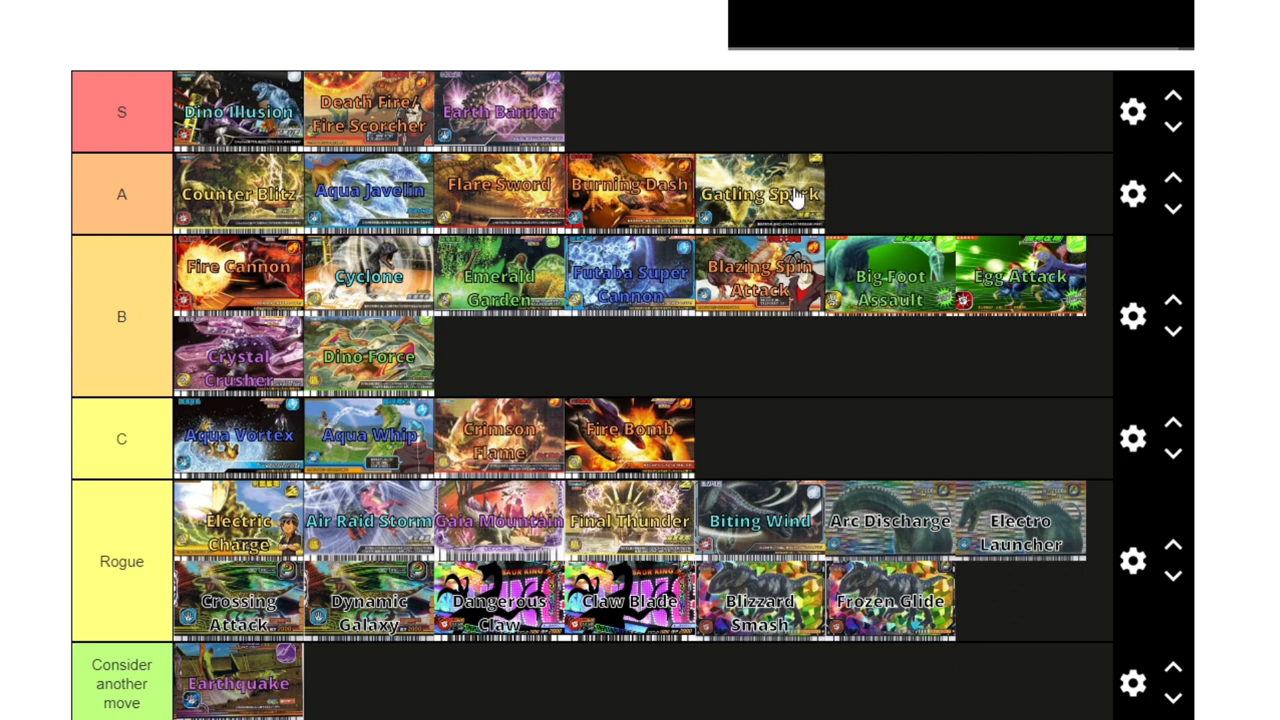 S
Dino Illusion
Death Fire/
Fire Scorcher
Earth Barrier
A
Counter Blitz
Aqua Javelin
Flare Sword
Burning Dash
Gatling Spark
B
Fire Cannon
Cyclone
Emerald
Garden
Futaba Super
Cannon
Blazing Spin
Attack
Big Foot
Assault
Egg Attack
Crystal
Crusher
Dino Force
C
Aqua Vortex
Aqua Whip
Crimson
Flame
Fire Bomb
Rogue
Electric
Charge
Air Raid Storm
Gaia Mountain
Final Thunder
Biting Wind
Arc Discharge
Electro
Launcher
Crossing
Attack
Dynamic
Galaxy
Dangerous
Claw
Claw Blade
Blizzard
Smash
Frozen Glide
Consider
another
move
Earthquake